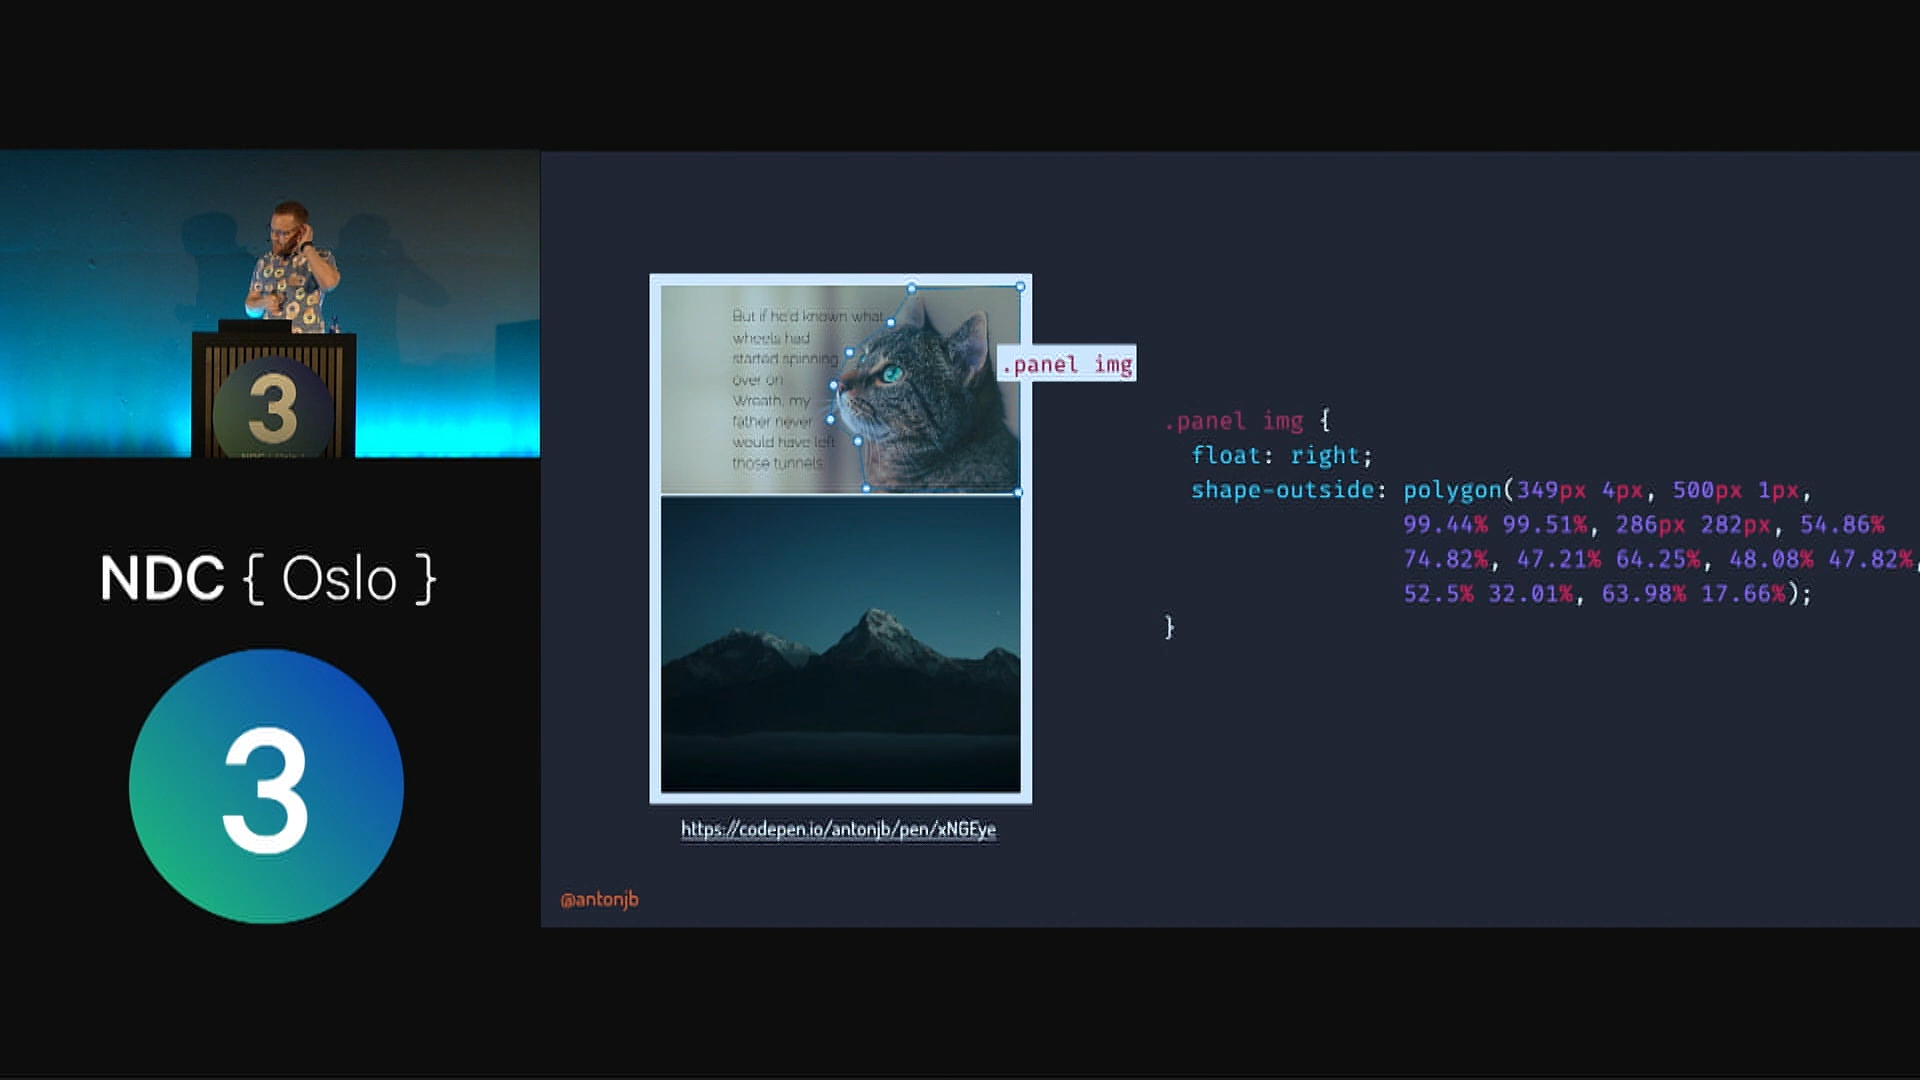 3
NDC { Oslo }
3
But if he'd known what
wheels had
started spinning
over on
Wreath, my
father never
would have left
those tunnels
.panel img
.panel img {
float: right;
shape-outside: polygon(349px 4px, 500px 1px,
99.44% 99.51%, 286px 282px, 54.86%
74.82%, 47.21% 64.25%, 48.08% 47.82%,
52.5% 32.01%, 63.98% 17.66%);
}
https://codepen.io/antonjb/pen/xNGEye
@antonjb